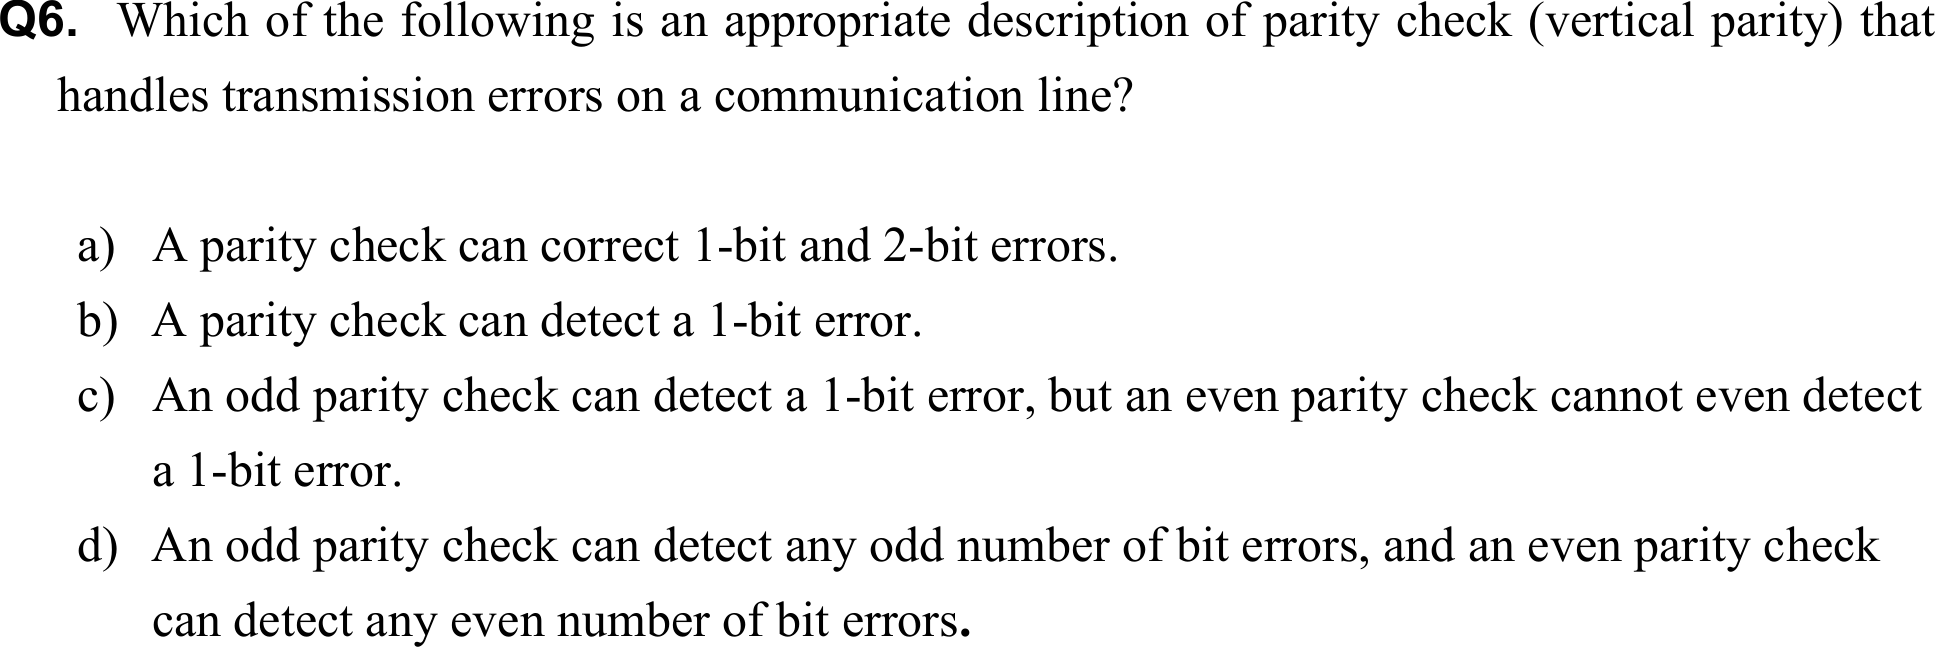 Q6. Which of the following is an appropriate description of parity check (vertical parity) that
handles transmission errors on a communication line?
a) A parity check can correct 1-bit and 2-bit errors.
b) A parity check can detect a 1-bit error.
c) An odd parity check can detect a 1-bit error, but an even parity check cannot even detect
a 1-bit error.
d) An odd parity check can detect any odd number of bit errors, and an even parity check
can detect any even number of bit errors.